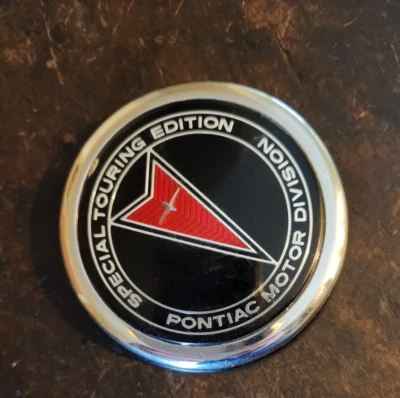 SPECIAL TOURING EDITION
PONTIAC MOTOR DIVISION